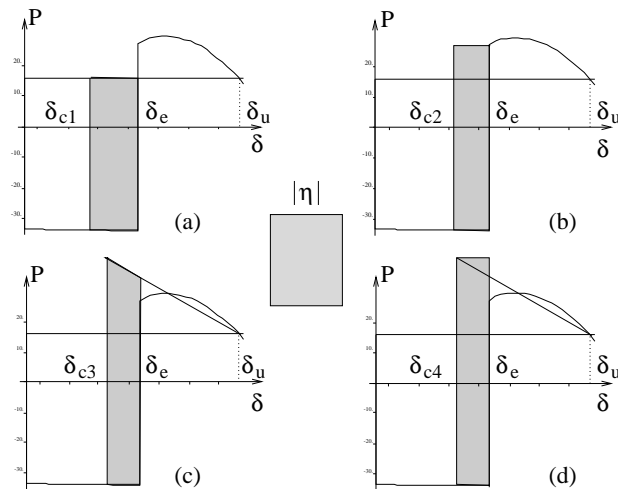 P
P
20.
20.
10.
10.
δc1 δe δu
δc2 δe δu
δ
δ
-10.
-10.
-20.
-20.
|η|
-30.
-30.
(a)
(b)
P
P
20.
20.
10.
10.
δc3 δe δu
δc4 δe δu
δ
δ
-10.
-10.
-20.
-20.
-30.
-30.
(c)
(d)